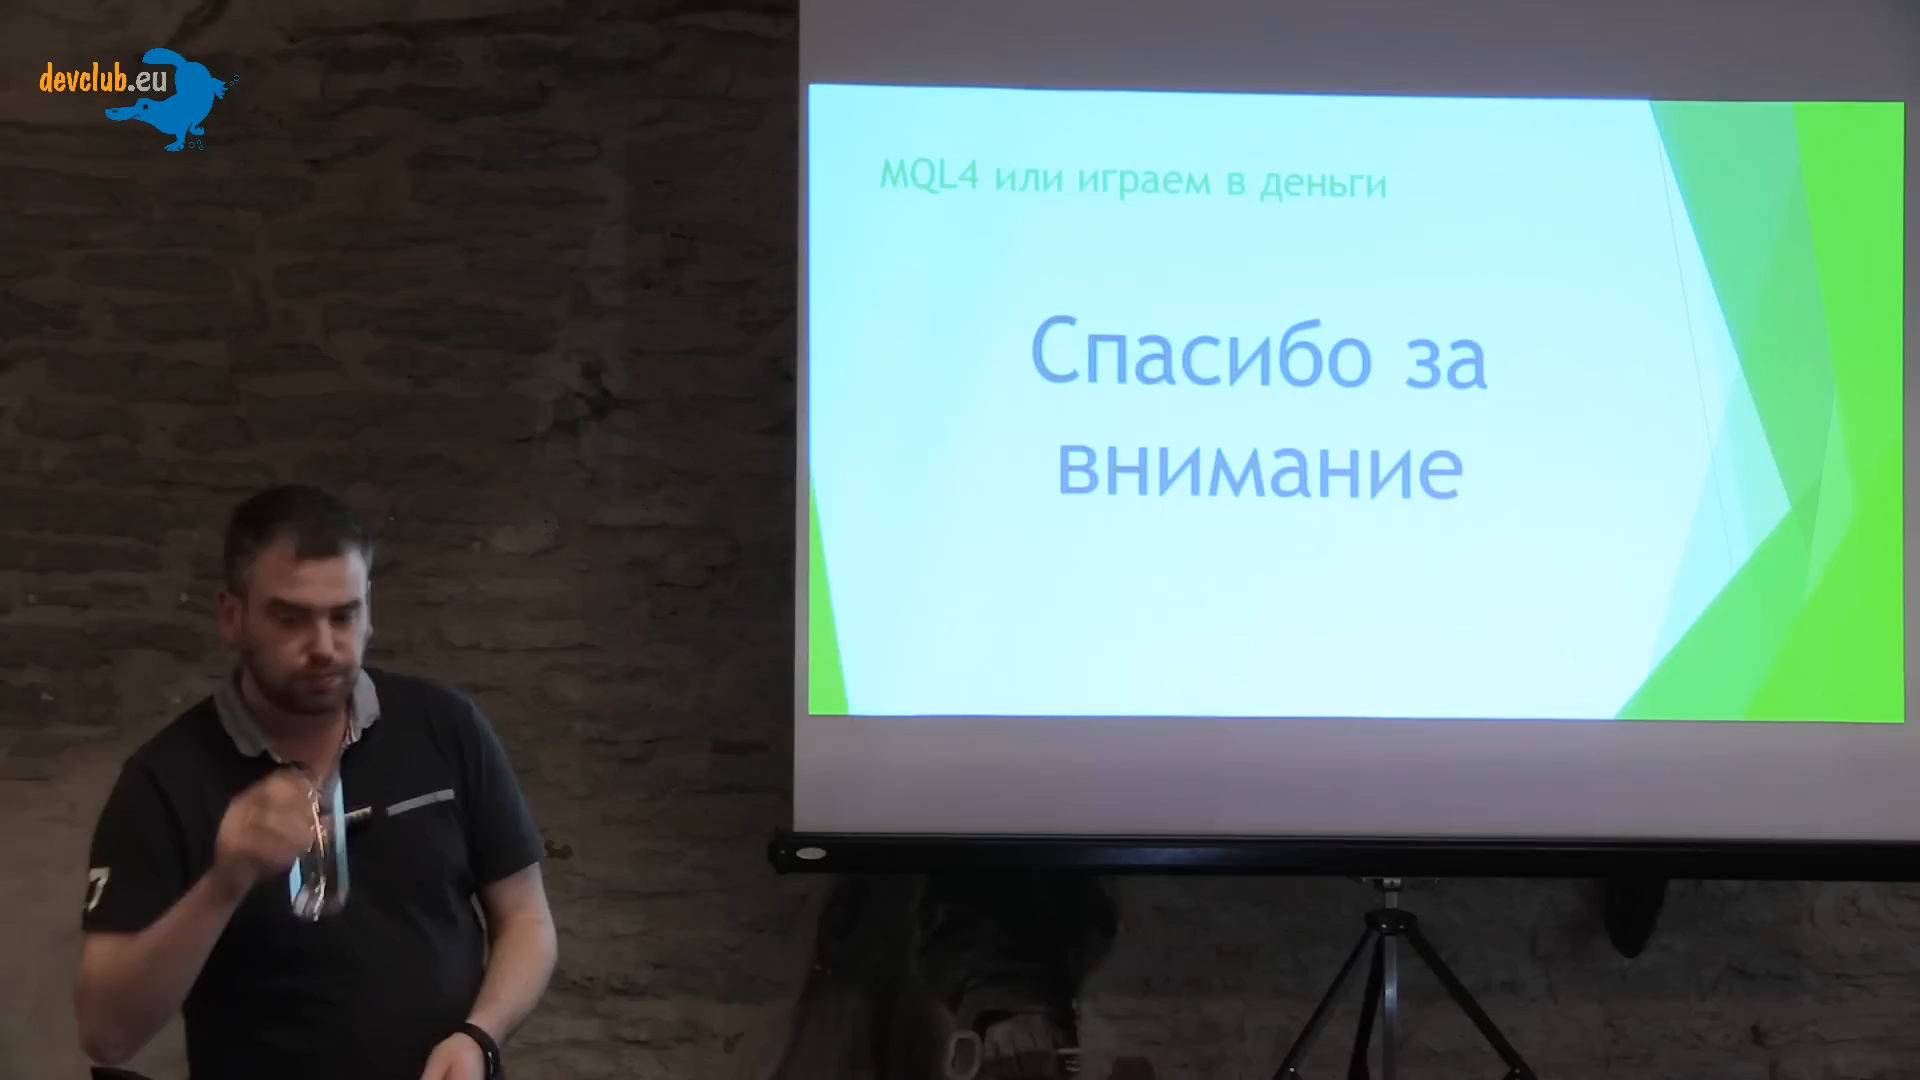 devclub.eu
MQL4 или играем в деньги
Спасибо за
внимание